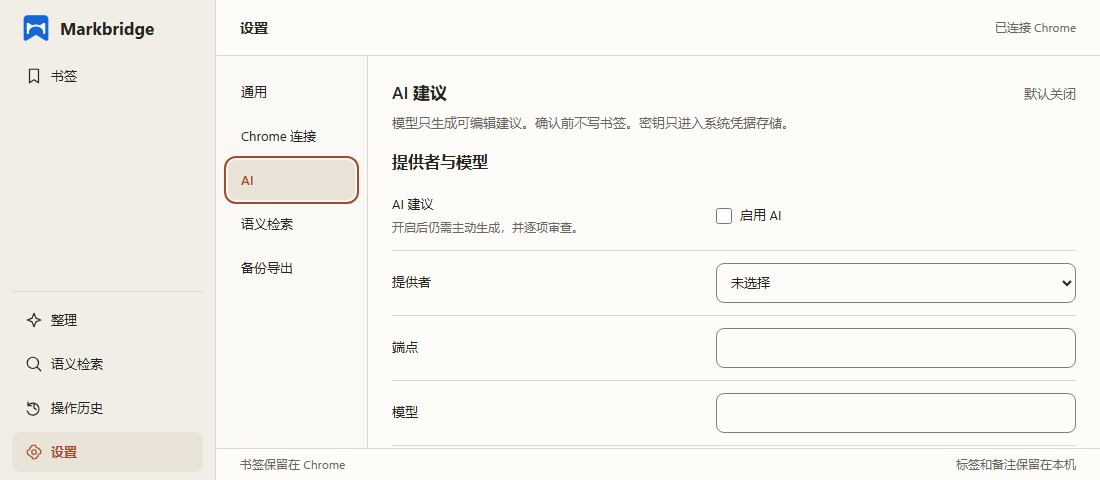 Markbridge
书签
整理
语义检索
操作历史
设置
设置
已连接 Chrome
通用
Chrome 连接
AI
语义检索
备份导出
AI 建议
默认关闭
模型只生成可编辑建议。确认前不写书签。密钥只进入系统凭据存储。
提供者与模型
AI 建议
开启后仍需主动生成，并逐项审查。
启用 AI
提供者
未选择
端点
模型
书签保留在 Chrome
标签和备注保留在本机